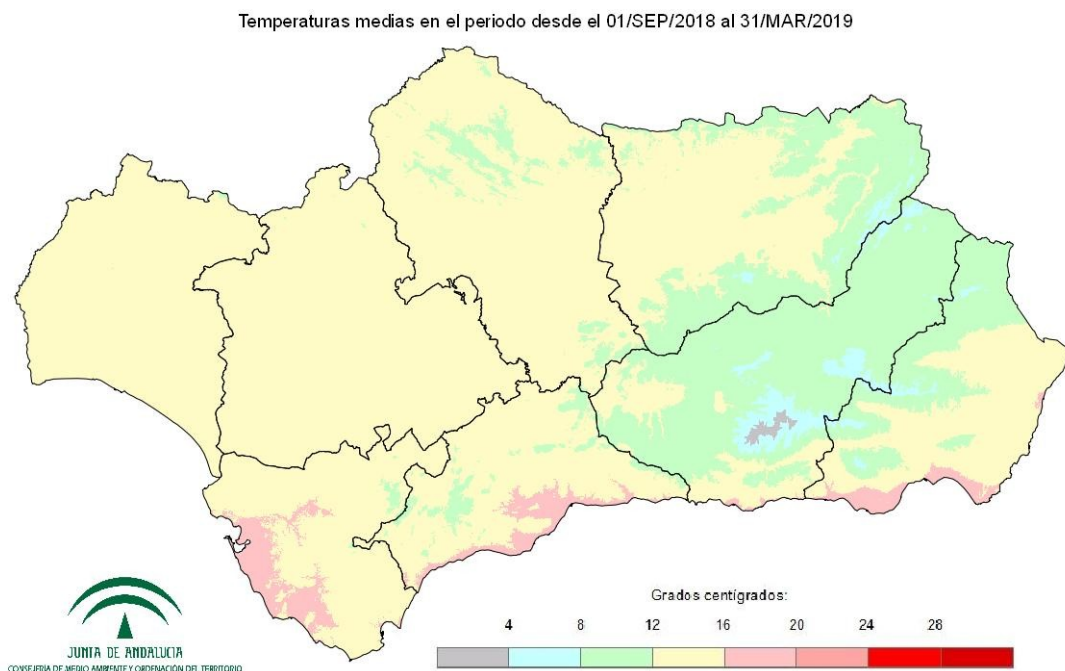 Temperaturas medias en el periodo desde el 01/SEP/2018 al 31/MAR/2019
Grados centígrados:
4 8 12 16 20 24 28
JUNTA DE ANDALUCIA
CONSEJERÍA DE MEDIO AMBIENTE Y ORDENACIÓN DEL TERRITORIO